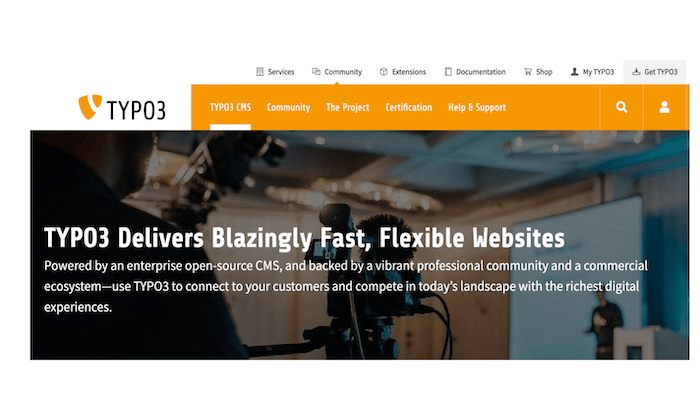 Services
Community
Extensions
Documentation
Shop
My TYPO3
Get TYPO3
TYPO3
TYPO3 CMS
Community
The Project
Certification
Help & Support
TYPO3 Delivers Blazingly Fast, Flexible Websites
Powered by an enterprise open-source CMS, and backed by a vibrant professional community and a commercial
ecosystem—use TYPO3 to connect to your customers and compete in today's landscape with the richest digital
experiences.